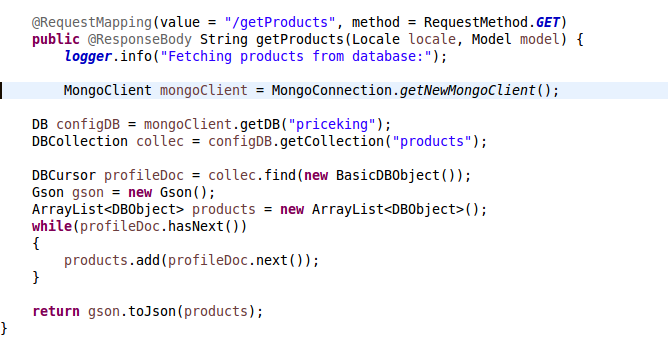 @RequestMapping(value = "/getProducts", method = RequestMethod.GET)
public @ResponseBody String getProducts(Locale locale, Model model) {
logger.info("Fetching products from database:");
MongoClient mongoClient = MongoConnection.getNewMongoClient();
DB configDB = mongoClient.getDB("priceking");
DBCollection collec = configDB.getCollection("products");
DBCursor profileDoc = collec.find(new BasicDBObject());
Gson gson = new Gson();
ArrayList<DBObject> products = new ArrayList<DBObject>();
while(profileDoc.hasNext())
{
products.add(profileDoc.next());
}
return gson.toJson(products);
}